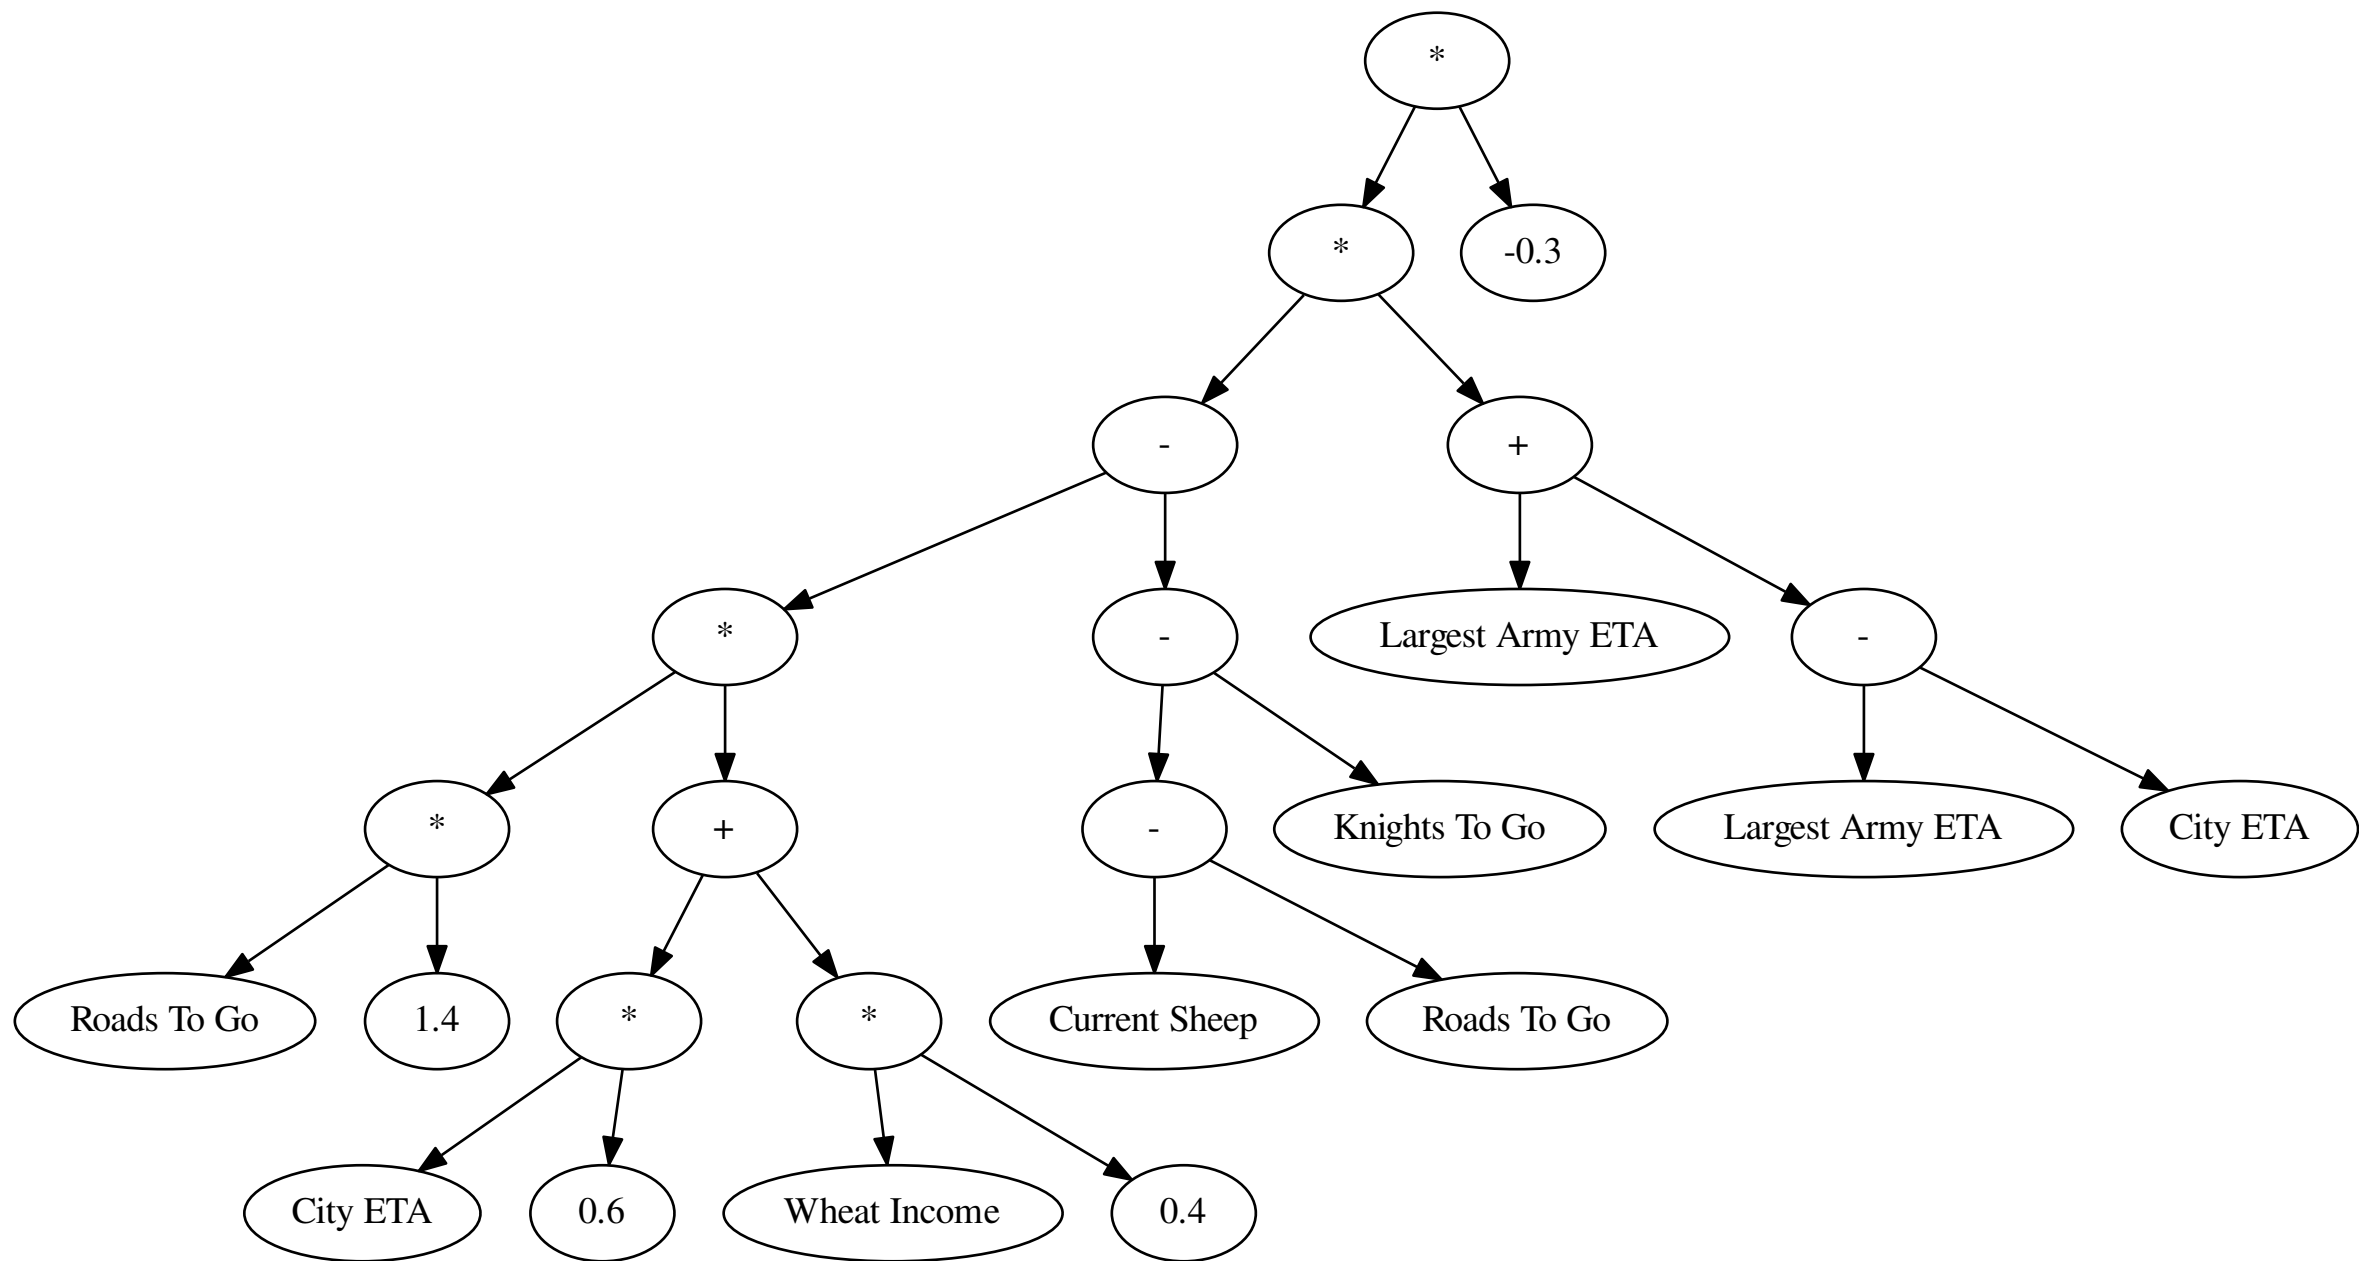 *
*
-0.3
-
+
*
-
Largest Army ETA
-
*
+
-
Knights To Go
Largest Army ETA
City ETA
Roads To Go
1.4
*
*
Current Sheep
Roads To Go
City ETA
0.6
Wheat Income
0.4